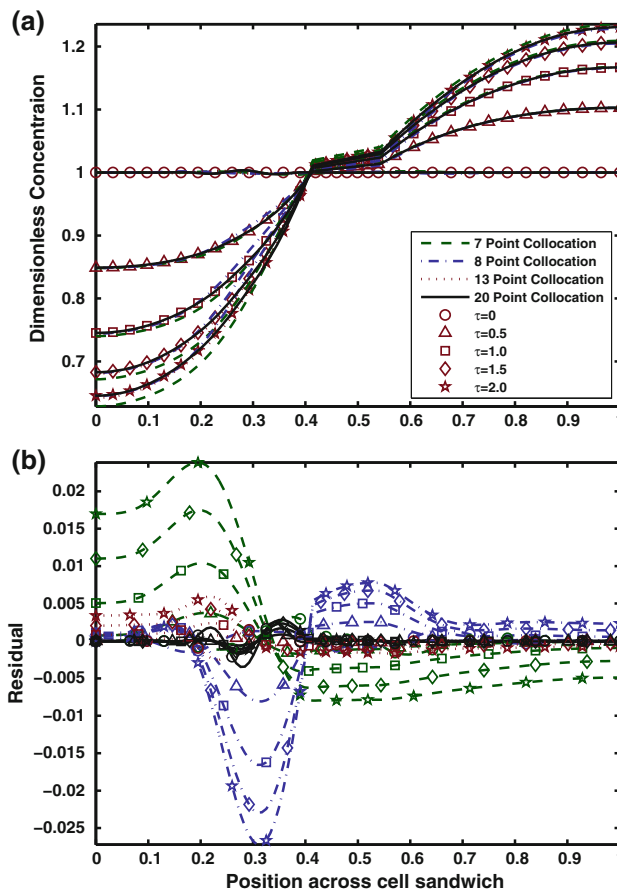 (a)
1.2
1.1
1
0.9
0.8
0.7
Dimensionless Concentraion
7 Point Collocation
8 Point Collocation
13 Point Collocation
20 Point Collocation
τ=0
τ=0.5
τ=1.0
τ=1.5
τ=2.0
0 0.1 0.2 0.3 0.4 0.5 0.6 0.7 0.8 0.9
(b)
0.02
0.015
0.01
0.005
0
−0.005
−0.01
−0.015
−0.02
−0.025
Residual
0 0.1 0.2 0.3 0.4 0.5 0.6 0.7 0.8 0.9
Position across cell sandwich